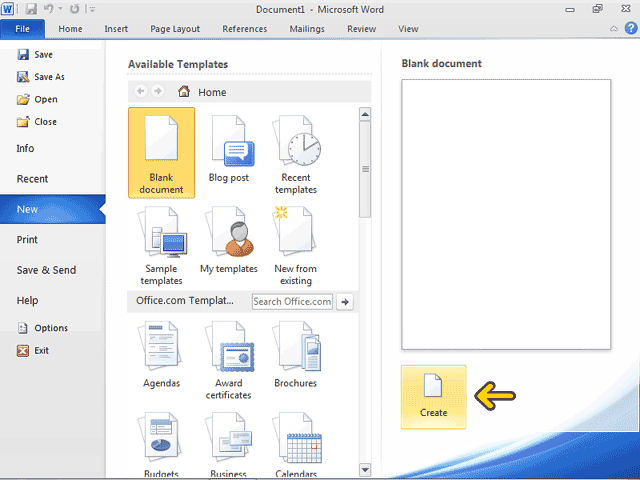 Document1 - Microsoft Word
File Home Insert Page Layout References Mailings Review View
Save
Save As
Open
Close
Info
Recent
New
Print
Save & Send
Help
Options
Exit
Available Templates
Home
Blank document
Blog post
Recent templates
Sample templates
My templates
New from existing
Office.com Templat... Search Office.com
Agendas
Award certificates
Brochures
Budgets
Business
Calendars
Blank document
Create